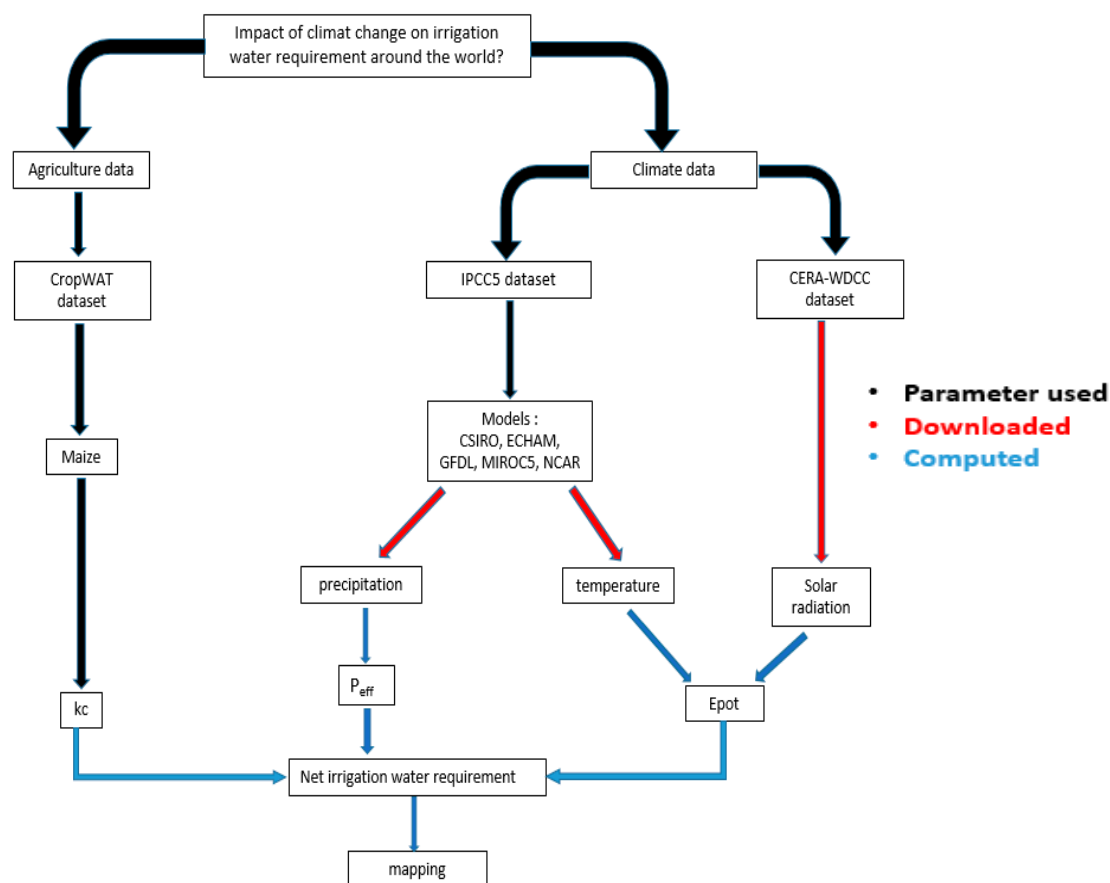 Impact of climat change on irrigation
water requirement around the world?
Agriculture data
Climate data
CropWAT
dataset
IPCC5 dataset
CERA-WDCC
dataset
• Parameter used
• Downloaded
• Computed
Models :
CSIRO, ECHAM,
GFDL, MIROC5, NCAR
Maize
precipitation
temperature
Solar
radiation
Peff
Epot
kc
Net irrigation water requirement
mapping